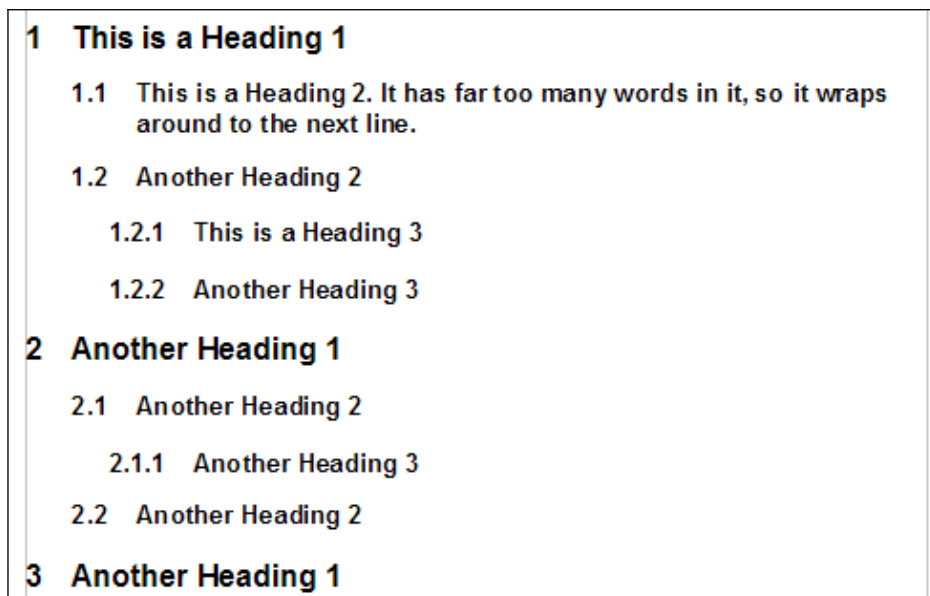 1 This is a Heading 1
1.1 This is a Heading 2. It has far too many words in it, so it wraps
around to the next line.
1.2 Another Heading 2
1.2.1 This is a Heading 3
1.2.2 Another Heading 3
2 Another Heading 1
2.1 Another Heading 2
2.1.1 Another Heading 3
2.2 Another Heading 2
3 Another Heading 1